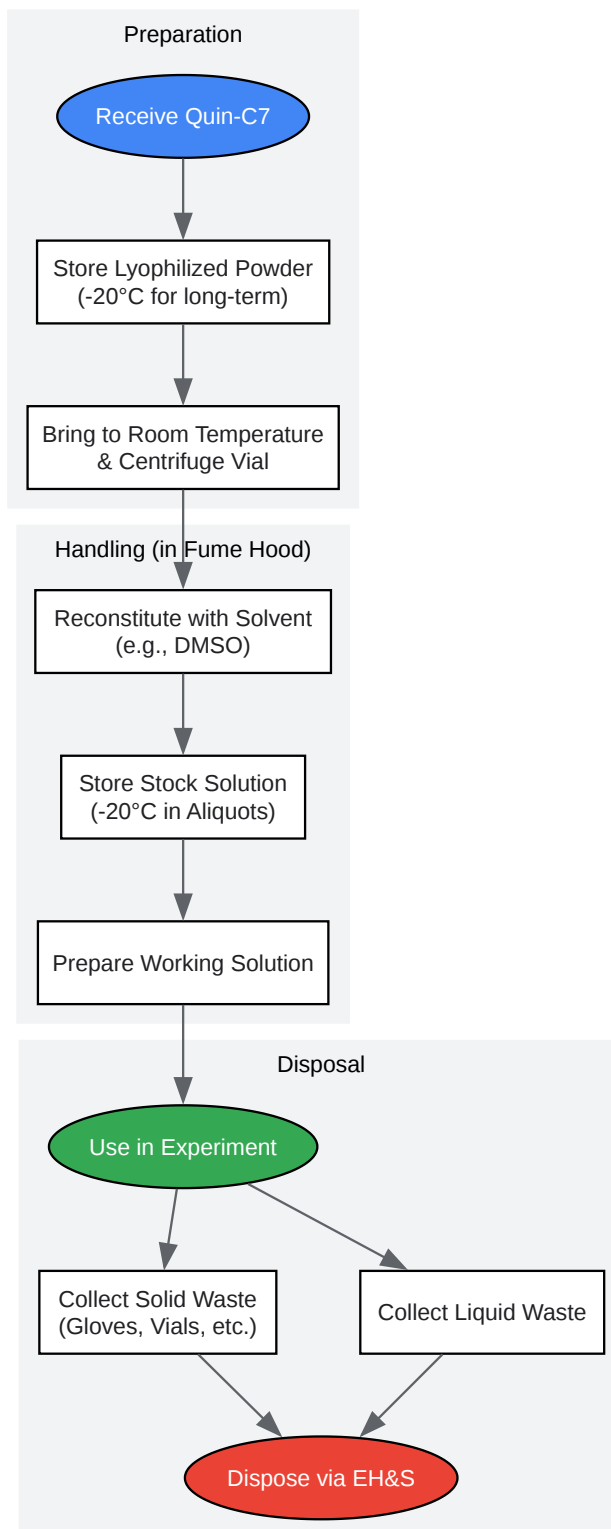 Preparation
Receive Quin-C7
Store Lyophilized Powder
(-20°C for long-term)
Bring to Room Temperature
& Centrifuge Vial
Handling (in Fume Hood)
Reconstitute with Solvent
(e.g., DMSO)
Store Stock Solution
(-20°C in Aliquots)
Prepare Working Solution
Disposal
Use in Experiment
Collect Solid Waste
(Gloves, Vials, etc.)
Collect Liquid Waste
Dispose via EH&S